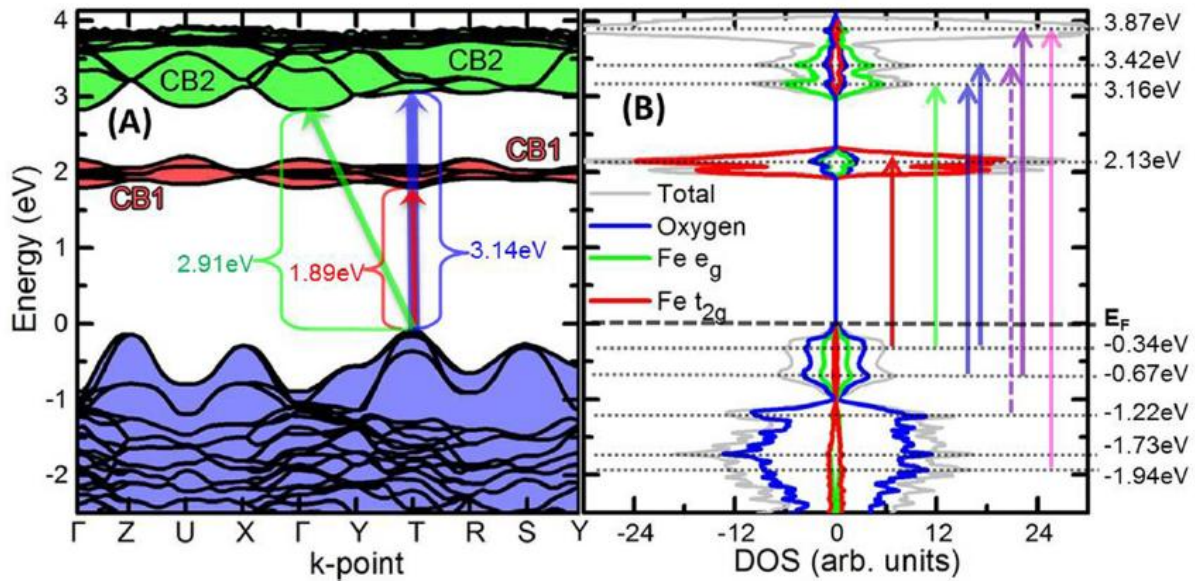 (A)
CB2
CB2
CB1
CB1
2.91eV
1.89eV
3.14eV
Energy (eV)
4
3
2
1
0
-1
-2
Γ Z U X Γ Y T R S Y
k-point
(B)
Total
Oxygen
Fe eg
Fe t2g
3.87eV
3.42eV
3.16eV
2.13eV
EF
-0.34eV
-0.67eV
-1.22eV
-1.73eV
-1.94eV
-24 -12 0 12 24
DOS (arb. units)